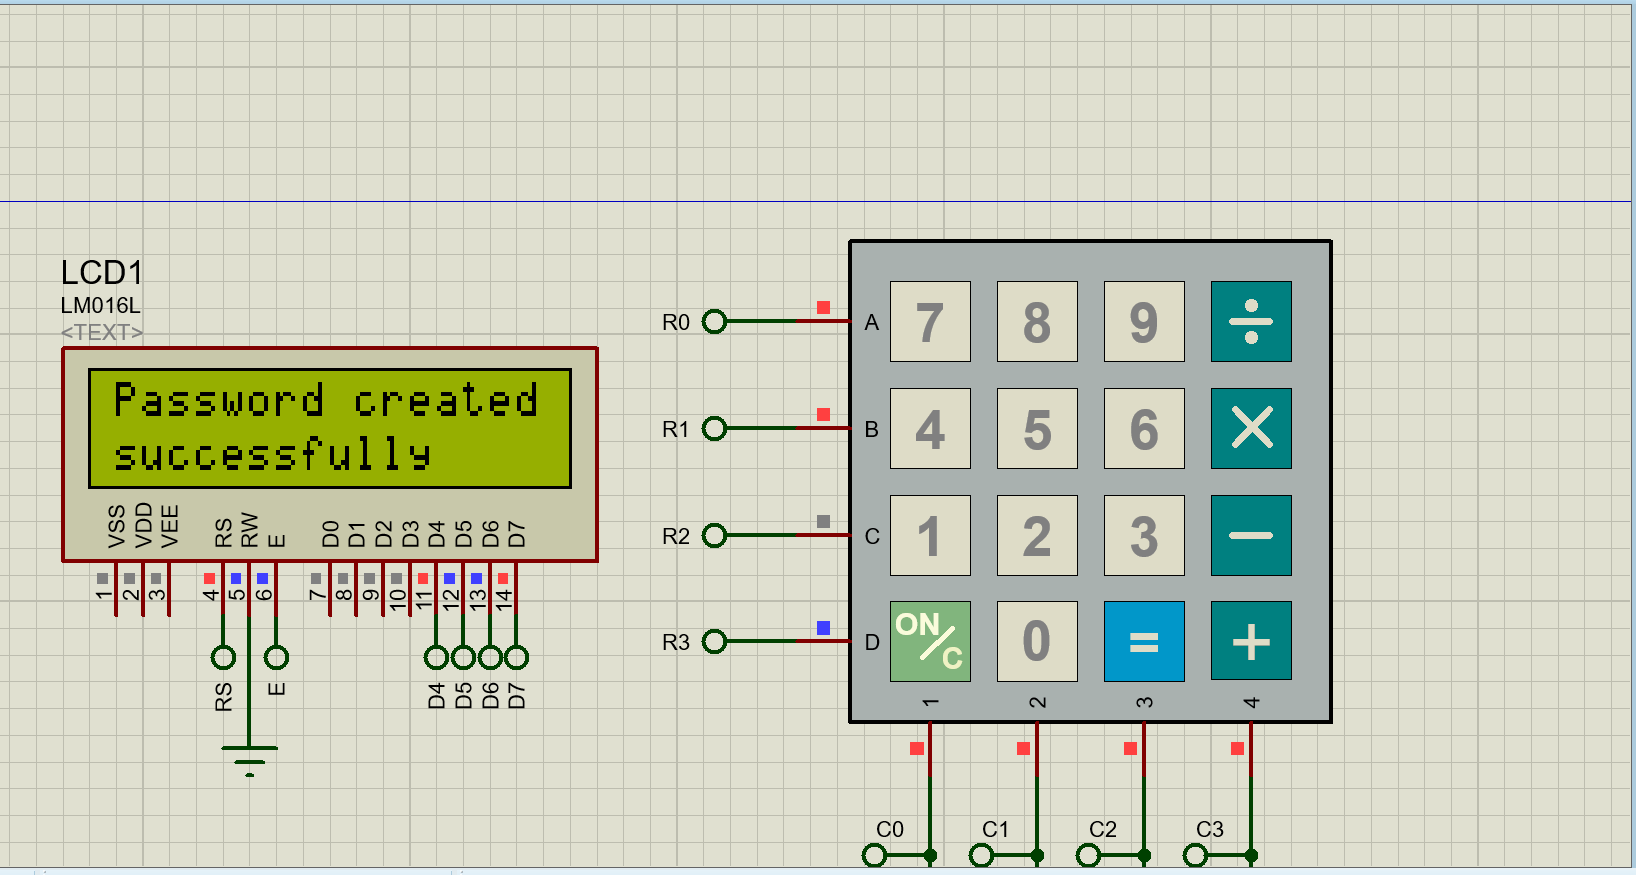 LCD1
LM016L
<TEXT>
Password created
successfully
VSS VDD VEE RS RW E D0 D1 D2 D3 D4 D5 D6 D7
1 2 3 4 5 6 7 8 9 10 11 12 13 14
RS E D4 D5 D6 D7
R0 A 7 8 9 ÷
R1 B 4 5 6 ×
R2 C 1 2 3 −
R3 D ON/C 0 = +
1 2 3 4
C0 C1 C2 C3